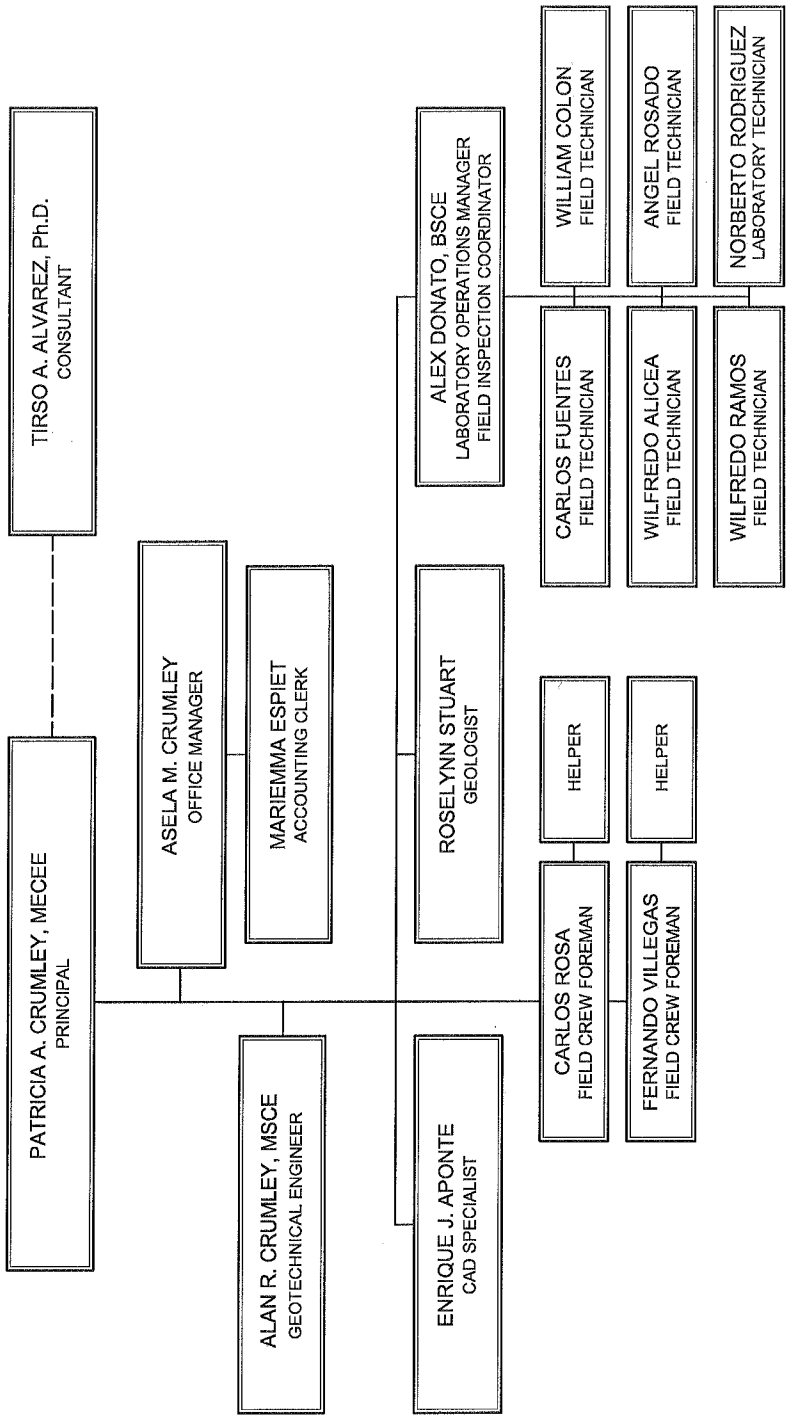 PATRICIA A. CRUMLEY, MECEE
PRINCIPAL
TIRSO A. ALVAREZ, Ph.D.
CONSULTANT
ASELA M. CRUMLEY
OFFICE MANAGER
MARIEMMA ESPIET
ACCOUNTING CLERK
ALAN R. CRUMLEY, MSCE
GEOTECHNICAL ENGINEER
ENRIQUE J. APONTE
CAD SPECIALIST
ROSELYNN STUART
GEOLOGIST
ALEX DONATO, BSCE
LABORATORY OPERATIONS MANAGER
FIELD INSPECTION COORDINATOR
CARLOS ROSA
FIELD CREW FOREMAN
HELPER
FERNANDO VILLEGAS
FIELD CREW FOREMAN
HELPER
CARLOS FUENTES
FIELD TECHNICIAN
WILLIAM COLON
FIELD TECHNICIAN
WILFREDO ALICEA
FIELD TECHNICIAN
ANGEL ROSADO
FIELD TECHNICIAN
WILFREDO RAMOS
FIELD TECHNICIAN
NORBERTO RODRIGUEZ
LABORATORY TECHNICIAN